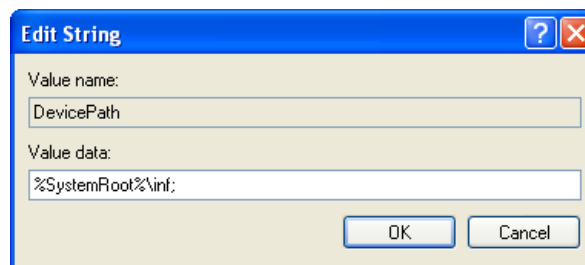 Edit String
Value name:
DevicePath
Value data:
%SystemRoot%\inf;
OK Cancel